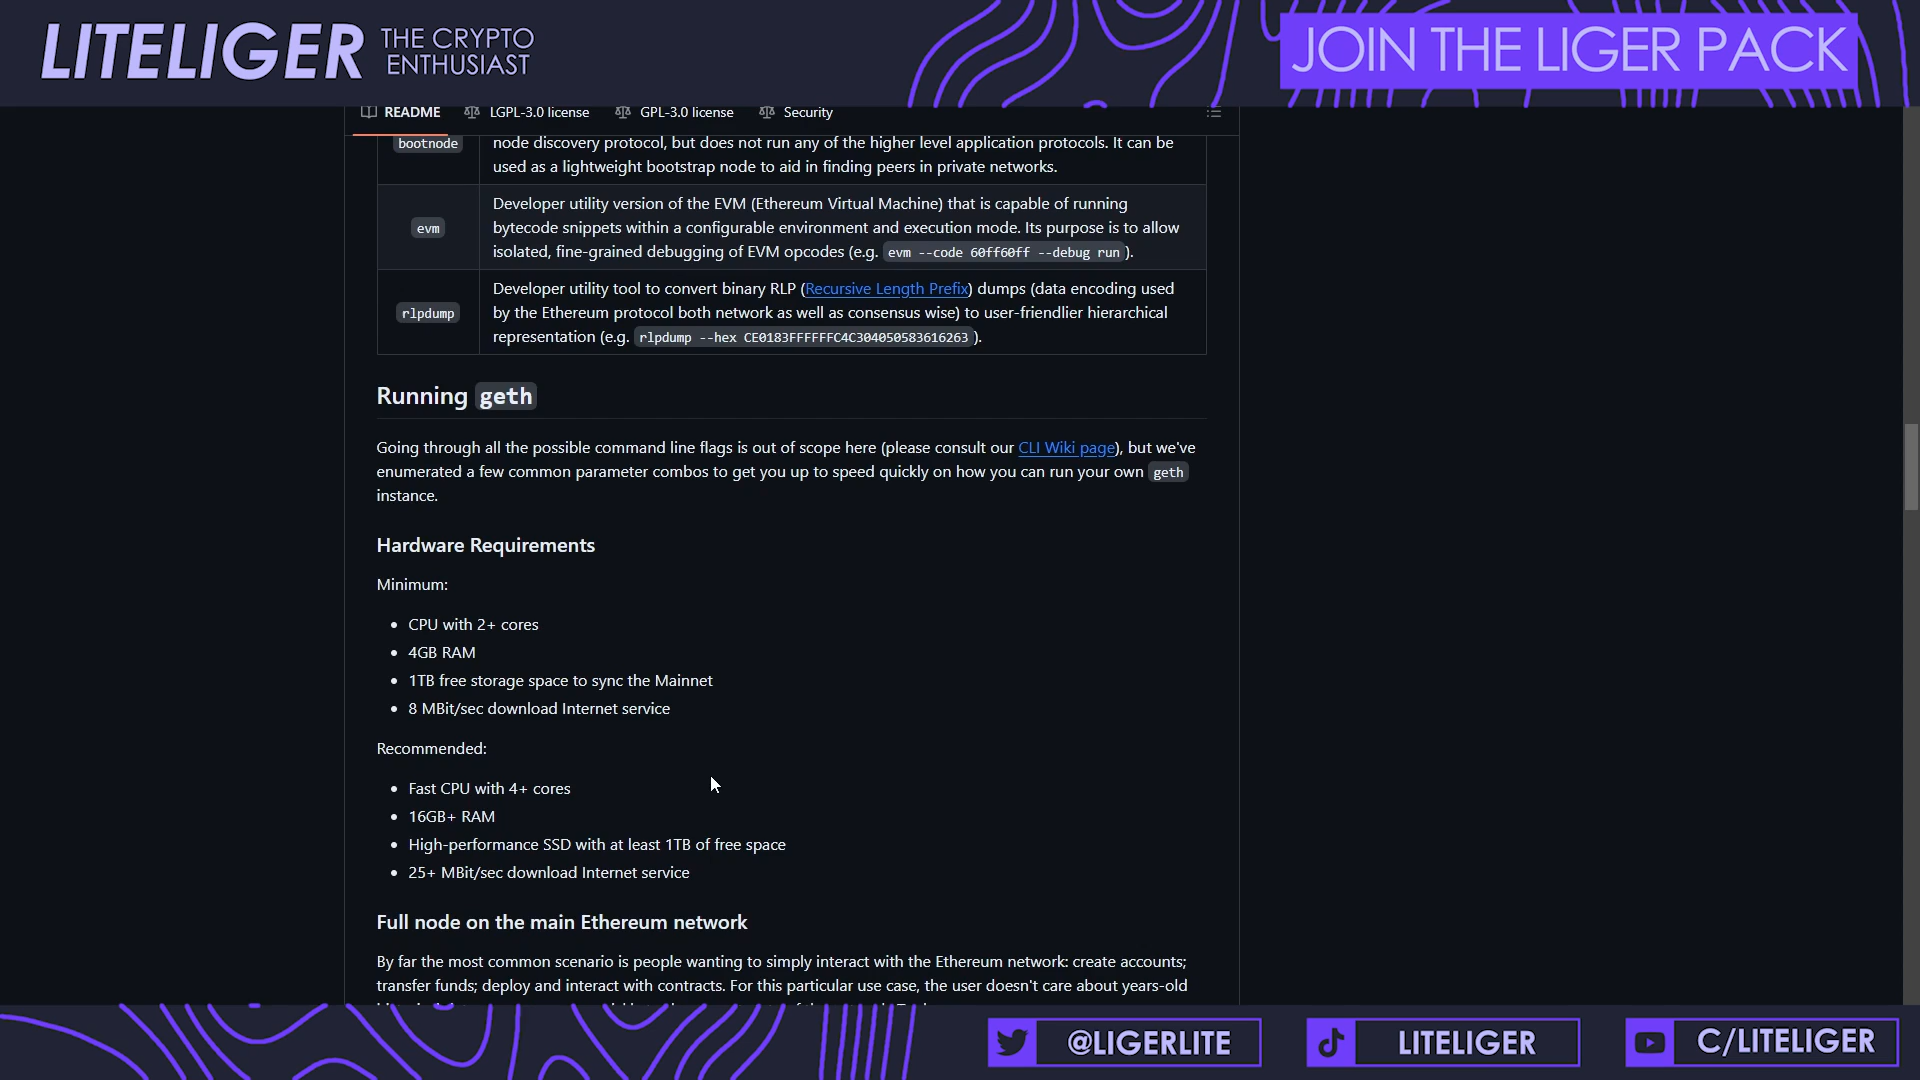 LITELIGER THE CRYPTO ENTHUSIAST
JOIN THE LIGER PACK
README LGPL-3.0 license GPL-3.0 license Security
bootnode
node discovery protocol, but does not run any of the higher level application protocols. It can be
used as a lightweight bootstrap node to aid in finding peers in private networks.
evm
Developer utility version of the EVM (Ethereum Virtual Machine) that is capable of running
bytecode snippets within a configurable environment and execution mode. Its purpose is to allow
isolated, fine-grained debugging of EVM opcodes (e.g. evm --code 60ff60ff --debug run ).
rlpdump
Developer utility tool to convert binary RLP (Recursive Length Prefix) dumps (data encoding used
by the Ethereum protocol both network as well as consensus wise) to user-friendlier hierarchical
representation (e.g. rlpdump --hex CE0183FFFFFFC4C304050583616263 ).
Running geth
Going through all the possible command line flags is out of scope here (please consult our CLI Wiki page), but we've
enumerated a few common parameter combos to get you up to speed quickly on how you can run your own geth
instance.
Hardware Requirements
Minimum:
• CPU with 2+ cores
• 4GB RAM
• 1TB free storage space to sync the Mainnet
• 8 MBit/sec download Internet service
Recommended:
• Fast CPU with 4+ cores
• 16GB+ RAM
• High-performance SSD with at least 1TB of free space
• 25+ MBit/sec download Internet service
Full node on the main Ethereum network
By far the most common scenario is people wanting to simply interact with the Ethereum network: create accounts;
transfer funds; deploy and interact with contracts. For this particular use case, the user doesn't care about years-old
@LIGERLITE
LITELIGER
C/LITELIGER